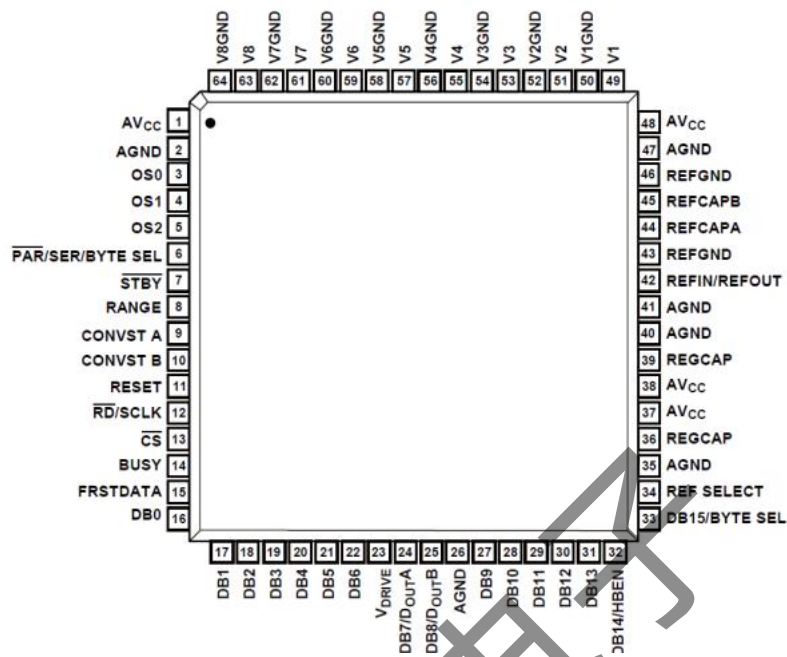 V8GND
V8
V7GND
V7
V6GND
V6
V5GND
V5
V4GND
V4
V3GND
V3
V2GND
V2
V1GND
V1
64 63 62 61 60 59 58 57 56 55 54 53 52 51 50 49
AVCC 1
AGND 2
OS0 3
OS1 4
OS2 5
PAR/SER/BYTE SEL 6
STBY 7
RANGE 8
CONVST A 9
CONVST B 10
RESET 11
RD/SCLK 12
CS 13
BUSY 14
FRSTDATA 15
DB0 16
48 AVCC
47 AGND
46 REFGND
45 REFCAPB
44 REFCAPA
43 REFGND
42 REFIN/REFOUT
41 AGND
40 AGND
39 REGCAP
38 AVCC
37 AVCC
36 REGCAP
35 AGND
34 REF SELECT
33 DB15/BYTE SEL
17 18 19 20 21 22 23 24 25 26 27 28 29 30 31 32
DB1
DB2
DB3
DB4
DB5
DB6
VDRIVE
DB7/DOUTA
DB8/DOUTB
AGND
DB9
DB10
DB11
DB12
DB13
DB14/HBEN